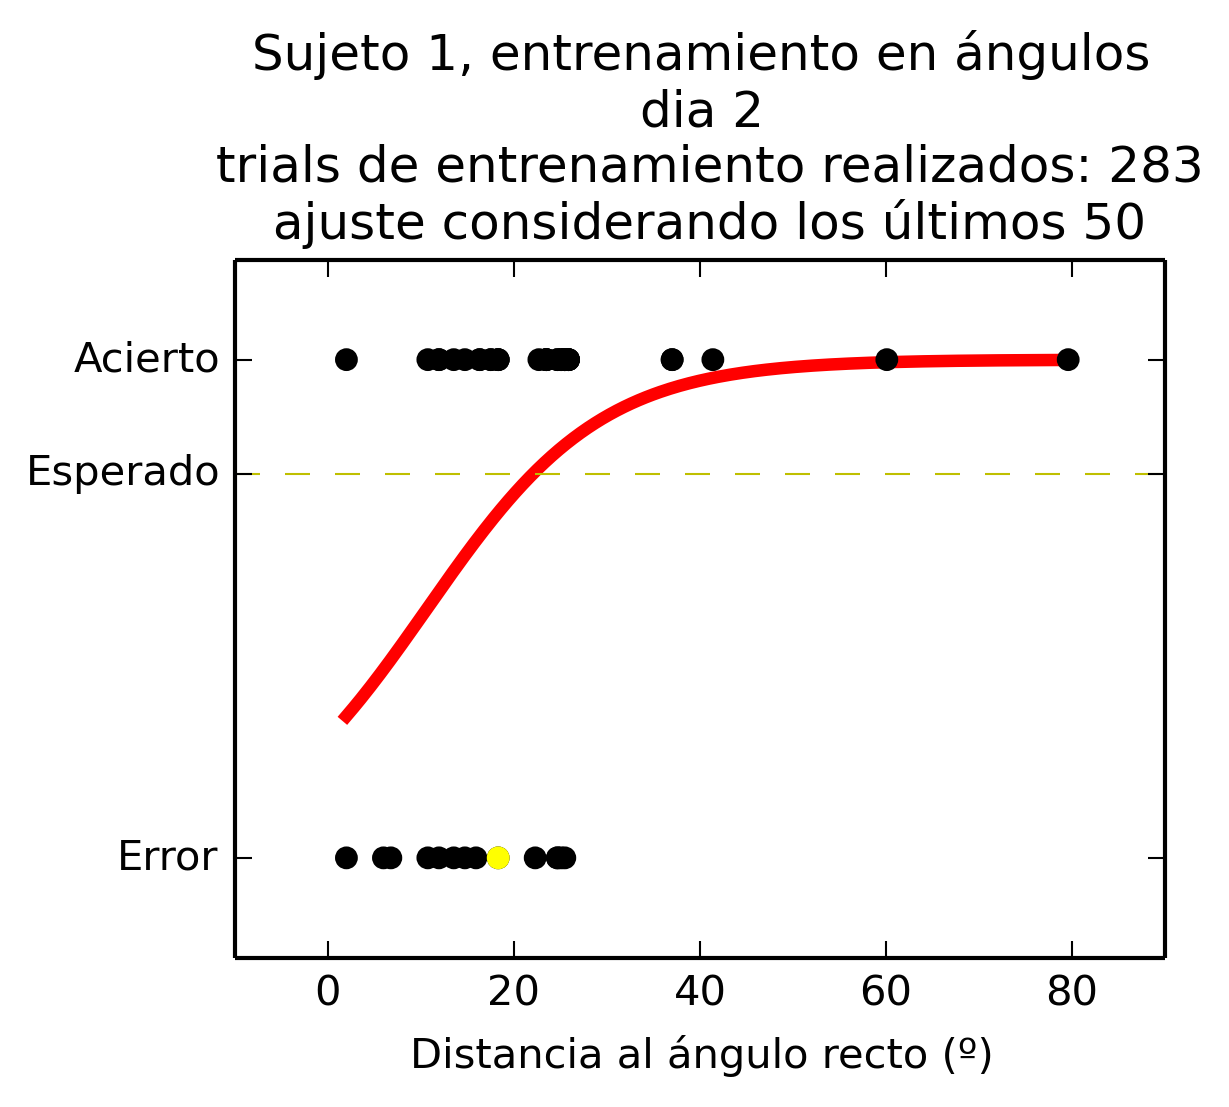 Sujeto 1, entrenamiento en ángulos
dia 2
trials de entrenamiento realizados: 283
ajuste considerando los últimos 50
Acierto
Esperado
Error
0 20 40 60 80
Distancia al ángulo recto (º)